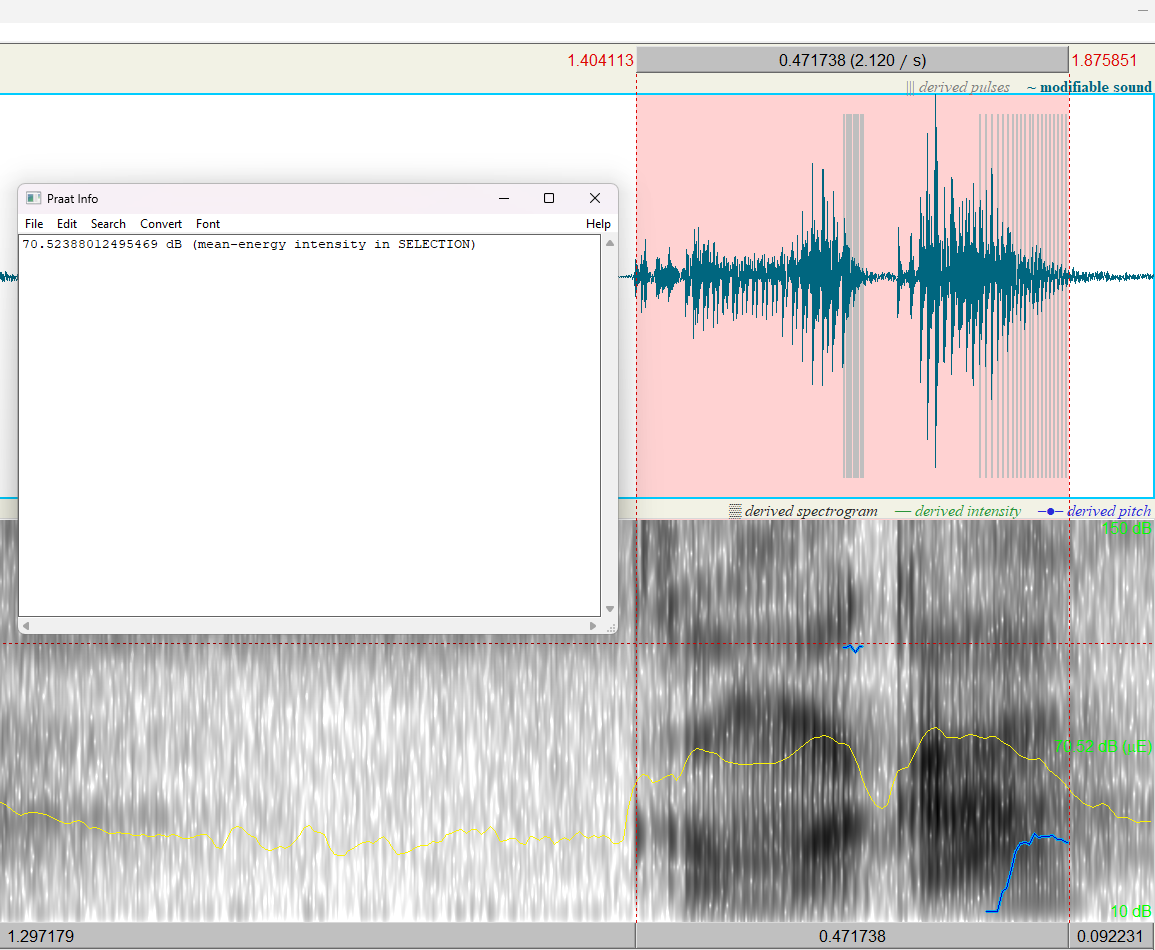 1.404113 0.471738 (2.120 / s) 1.875851
derived pulses ~ modifiable sound
Praat Info
File Edit Search Convert Font Help
70.52388012495469 dB (mean-energy intensity in SELECTION)
derived spectrogram derived intensity derived pitch
150 dB
70.52 dB (µE)
10 dB
1.297179 0.471738 0.092231